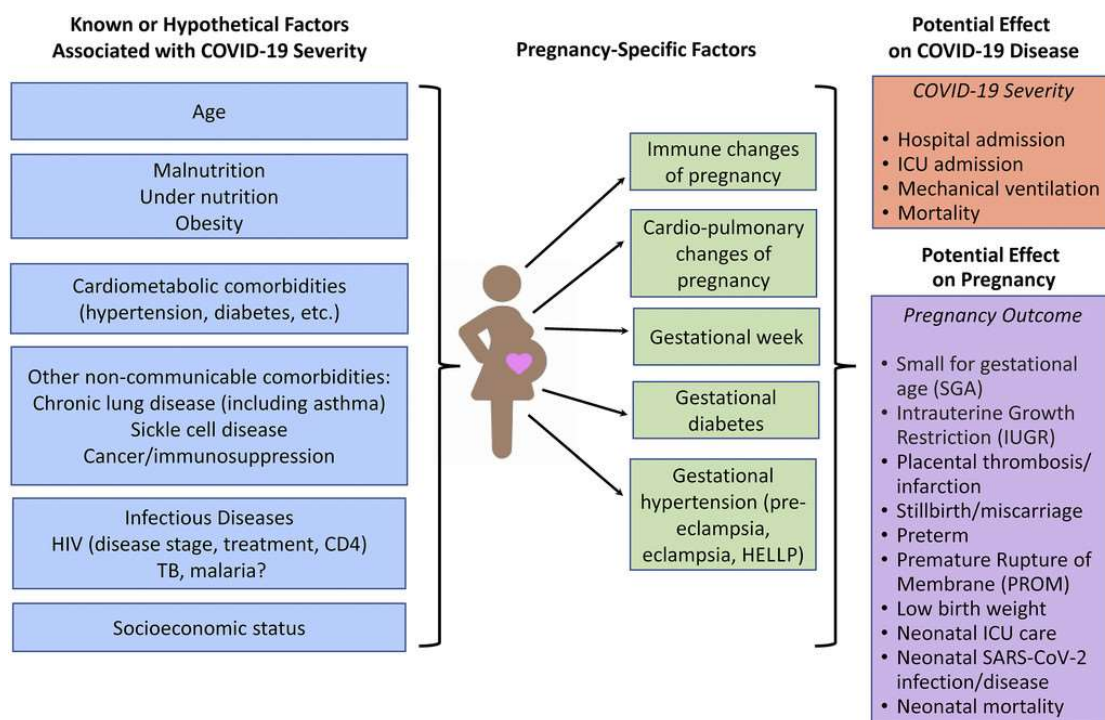 Known or Hypothetical Factors
Associated with COVID-19 Severity
Age
Malnutrition
Under nutrition
Obesity
Cardiometabolic comorbidities
(hypertension, diabetes, etc.)
Other non-communicable comorbidities:
Chronic lung disease (including asthma)
Sickle cell disease
Cancer/immunosuppression
Infectious Diseases
HIV (disease stage, treatment, CD4)
TB, malaria?
Socioeconomic status
Pregnancy-Specific Factors
Immune changes
of pregnancy
Cardio-pulmonary
changes of
pregnancy
Gestational week
Gestational
diabetes
Gestational
hypertension (pre-
eclampsia,
eclampsia, HELLP)
Potential Effect
on COVID-19 Disease
COVID-19 Severity
• Hospital admission
• ICU admission
• Mechanical ventilation
• Mortality
Potential Effect
on Pregnancy
Pregnancy Outcome
• Small for gestational
age (SGA)
• Intrauterine Growth
Restriction (IUGR)
• Placental thrombosis/
infarction
• Stillbirth/miscarriage
• Preterm
• Premature Rupture of
Membrane (PROM)
• Low birth weight
• Neonatal ICU care
• Neonatal SARS-CoV-2
infection/disease
• Neonatal mortality